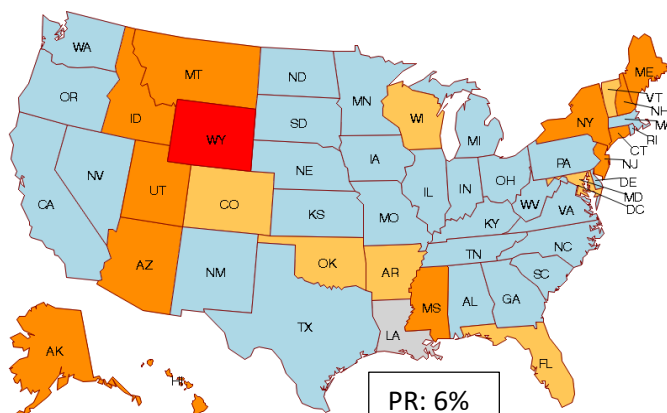 WA
ME
MT
ND
VT
OR
MN
NH
ID
WI
NY
MA
SD
WY
MI
RI
CT
IA
PA
NJ
NE
NV
OH
UT
IL
IN
DE
CO
WV
MD
CA
VA
KS
MO
KY
DC
TN
NC
AZ
OK
NM
AR
SC
MS
AL
GA
TX
LA
AK
FL
HI
PR: 6%